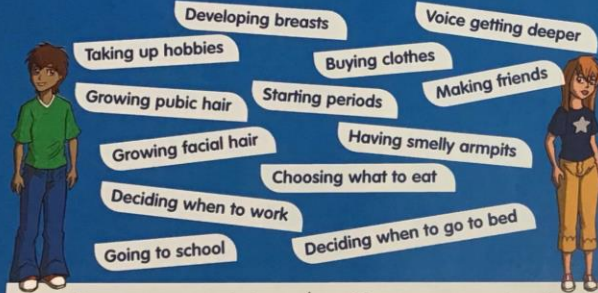 Developing breasts
Voice getting deeper
Taking up hobbies
Buying clothes
Making friends
Growing pubic hair
Starting periods
Growing facial hair
Having smelly armpits
Choosing what to eat
Deciding when to work
Deciding when to go to bed
Going to school